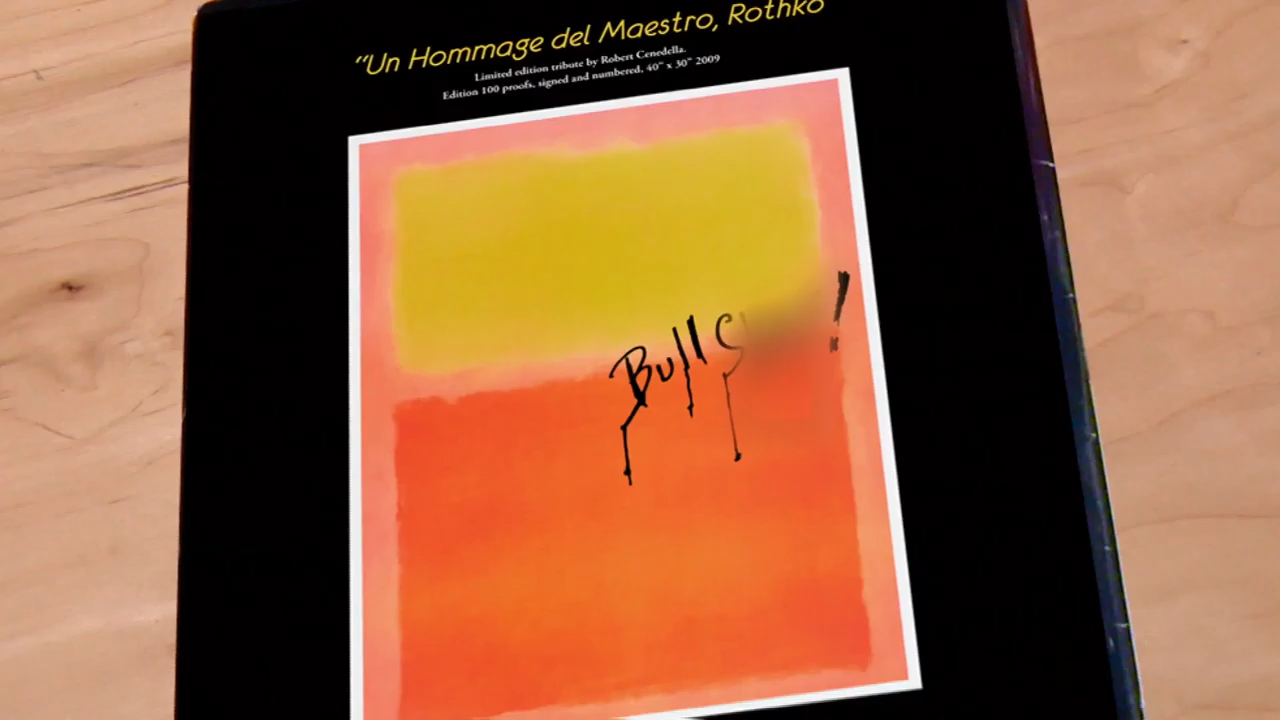 “Un Hommage del Maestro, Rothko
Limited edition tribute by Robert Cenedella.
Edition 100 proofs, signed and numbered, 40" x 30" 2009